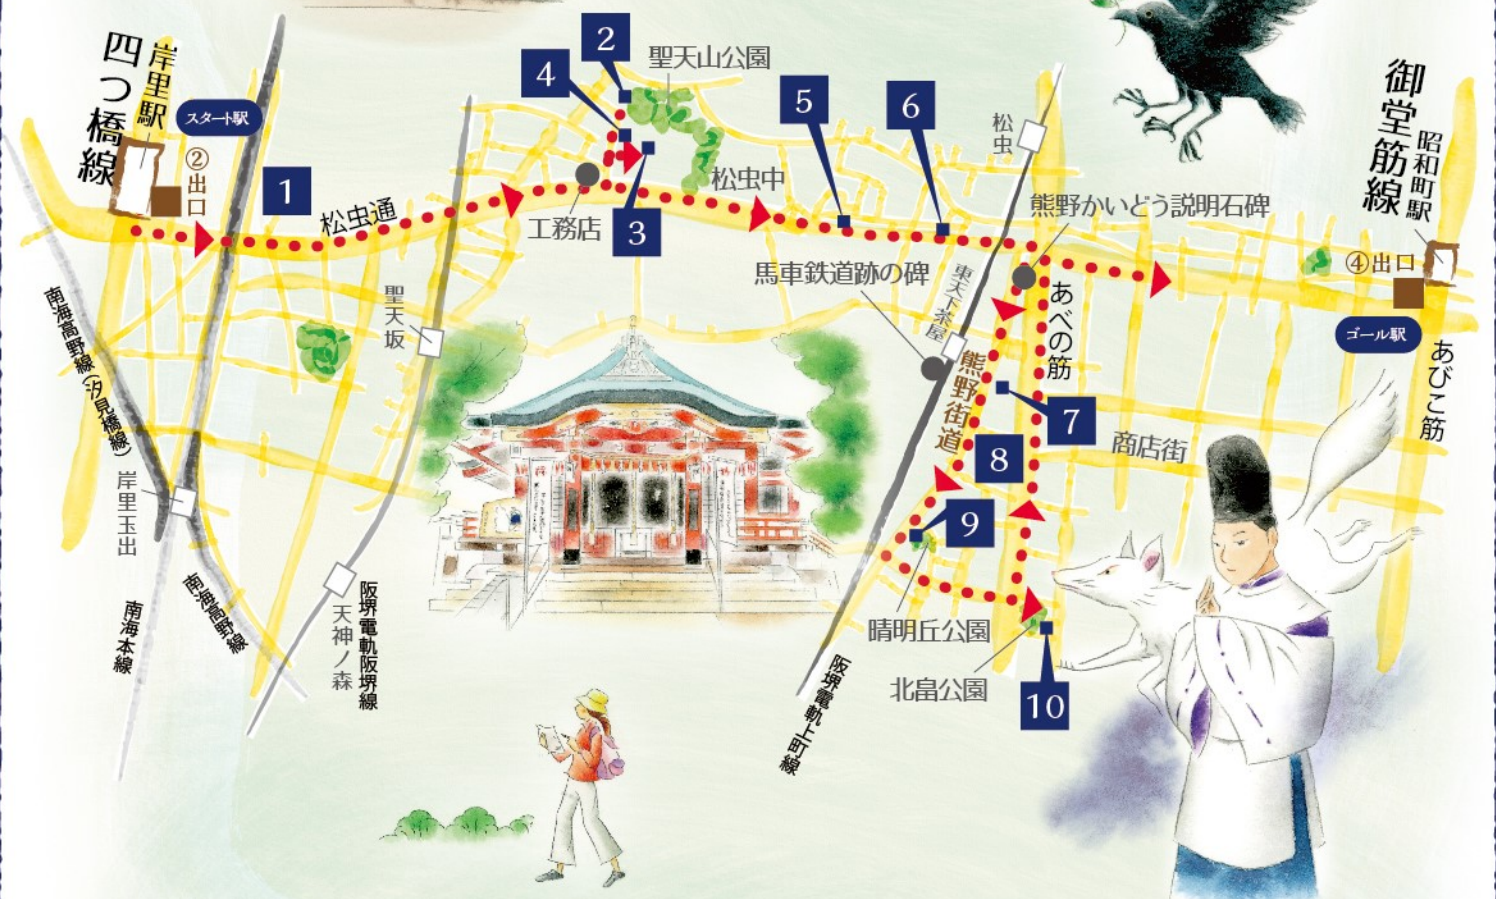 四つ橋線
岸里駅
スタート駅
②出口
1
松虫通
2
4
聖天山公園
3
工務店
松虫中
5
6
松虫
御堂筋線
昭和町駅
④出口
ゴール駅
あびこ筋
熊野かいどう説明石碑
馬車鉄道跡の碑
東天下茶屋
あべの筋
熊野街道
7
8
商店街
9
晴明丘公園
北畠公園
10
阪堺電軌上町線
聖天坂
南海高野線(汐見橋線)
岸里玉出
南海本線
南海高野線
天神ノ森
阪堺電軌阪堺線